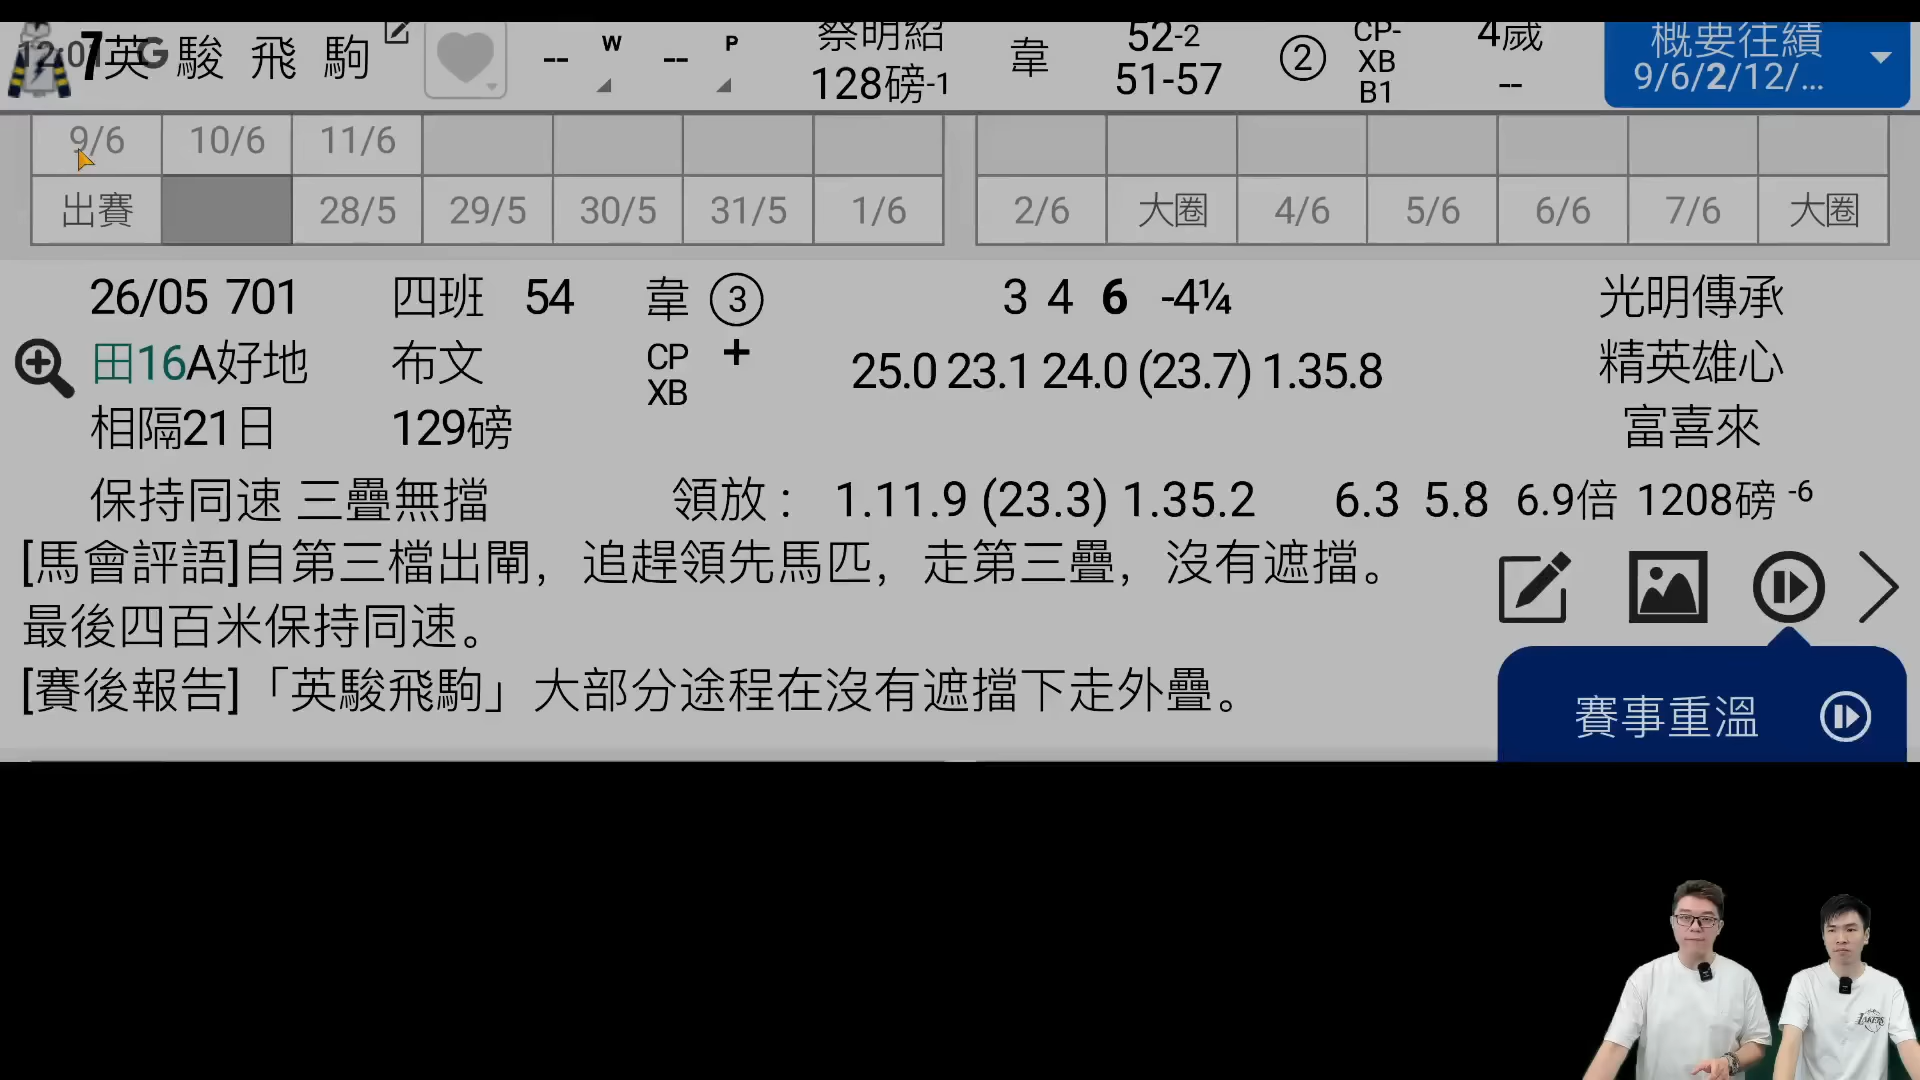 12:01
7 英駿飛駒
G
W
P
--
--
蔡明紹
128磅-1
韋
52-2
51-57
2
CP-
XB
B1
4歲
--
概要往績
9/6/2/12/...
9/6 10/6 11/6
出賽 28/5 29/5 30/5 31/5 1/6 2/6 大圈 4/6 5/6 6/6 7/6 大圈
26/05 701 四班 54 韋 3 3 4 6 -4¼ 光明傳承
田16A好地 布文 CP + 25.0 23.1 24.0 (23.7) 1.35.8 精英雄心
XB
相隔21日 129磅 富喜來
保持同速 三疊無擋 領放： 1.11.9 (23.3) 1.35.2 6.3 5.8 6.9倍 1208磅 -6
[馬會評語]自第三檔出閘，追趕領先馬匹，走第三疊，沒有遮擋。
最後四百米保持同速。
[賽後報告]「英駿飛駒」大部分途程在沒有遮擋下走外疊。
賽事重溫
LAKERS